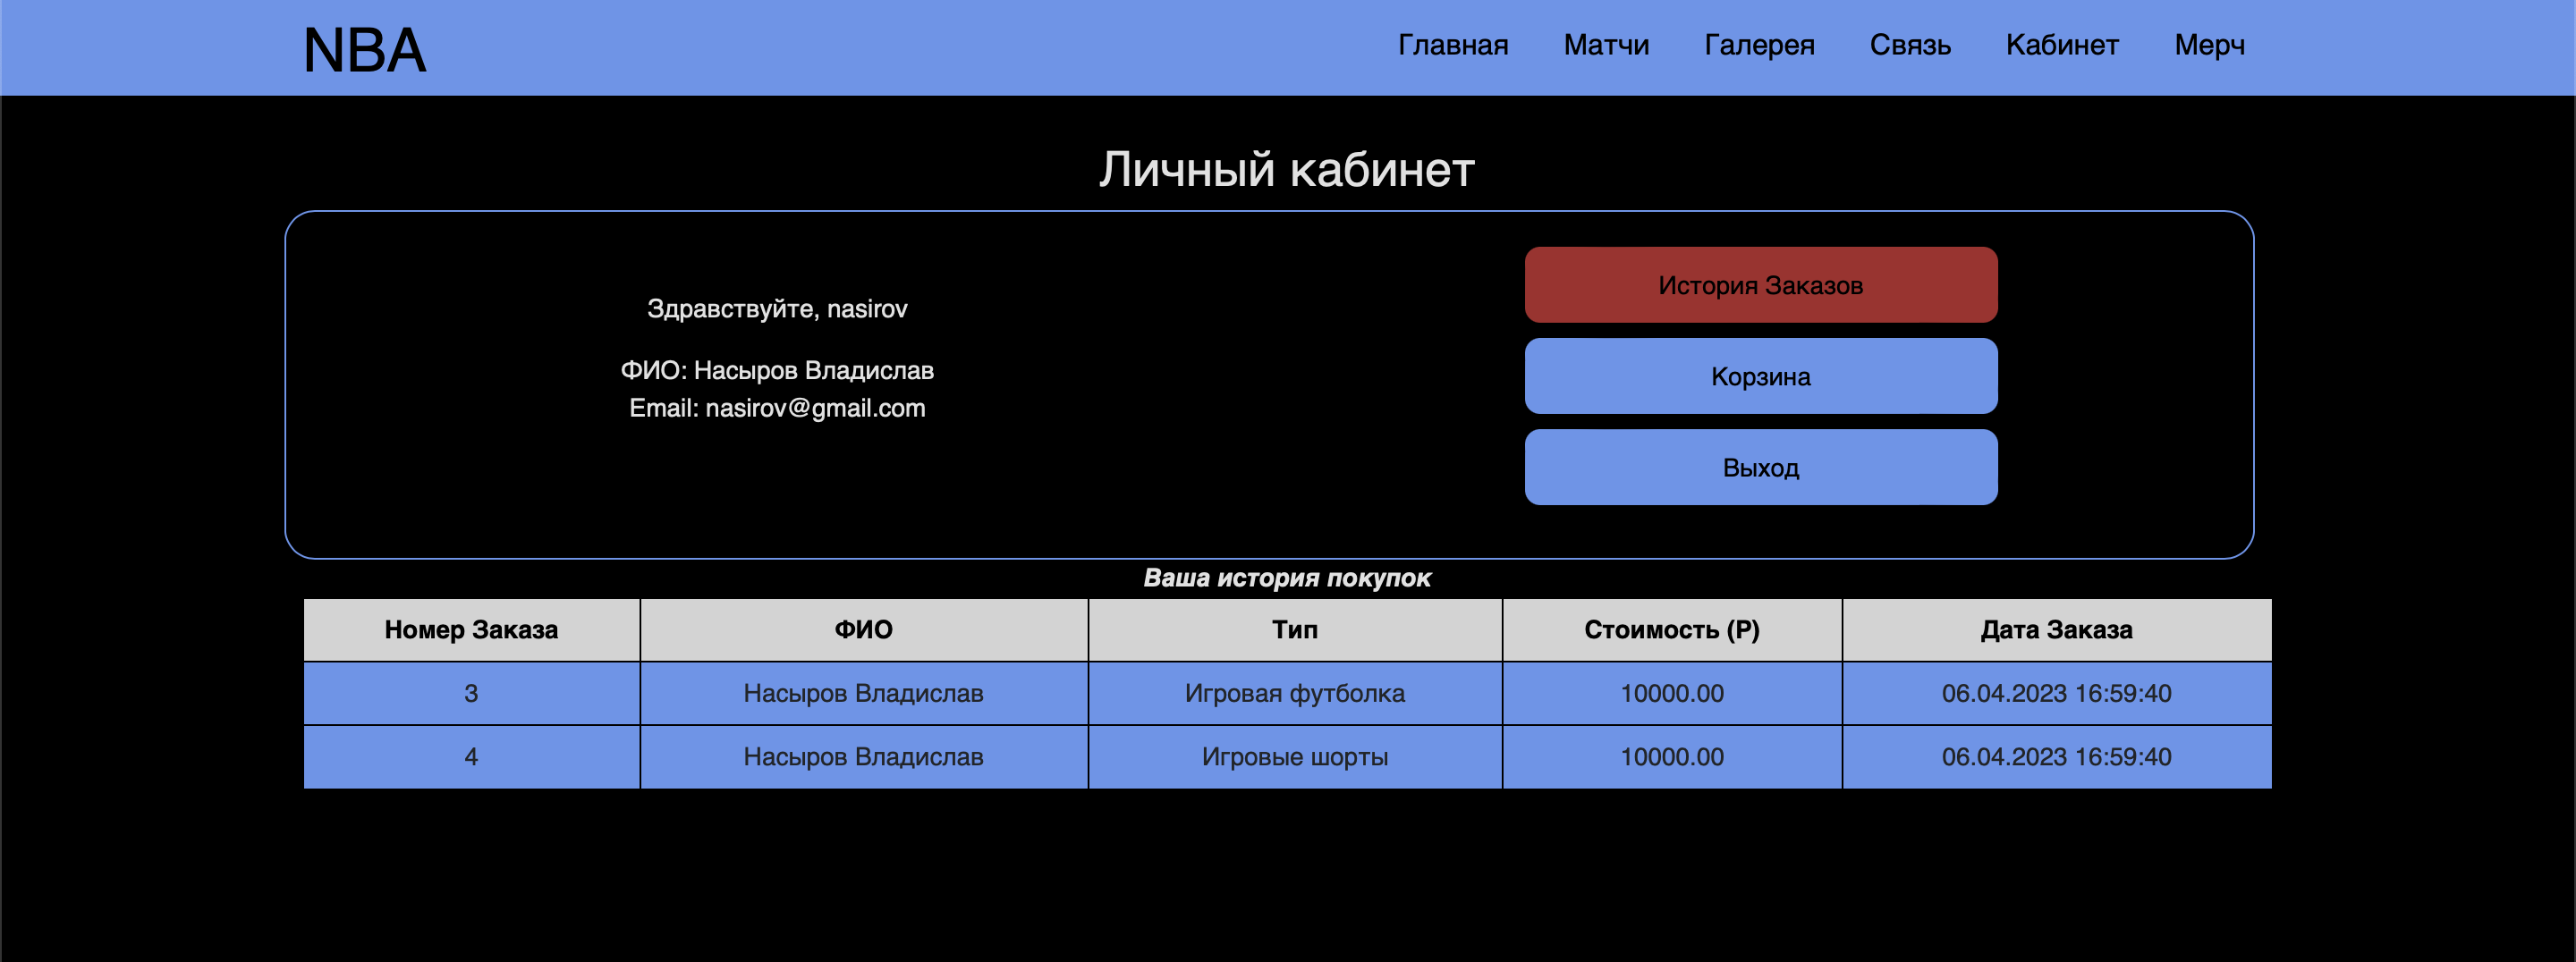 NBA
Главная Матчи Галерея Связь Кабинет Мерч
Личный кабинет
Здравствуйте, nasirov
ФИО: Насыров Владислав
Email: nasirov@gmail.com
История Заказов
Корзина
Выход
Ваша история покупок
Номер Заказа ФИО Тип Стоимость (Р) Дата Заказа
3 Насыров Владислав Игровая футболка 10000.00 06.04.2023 16:59:40
4 Насыров Владислав Игровые шорты 10000.00 06.04.2023 16:59:40